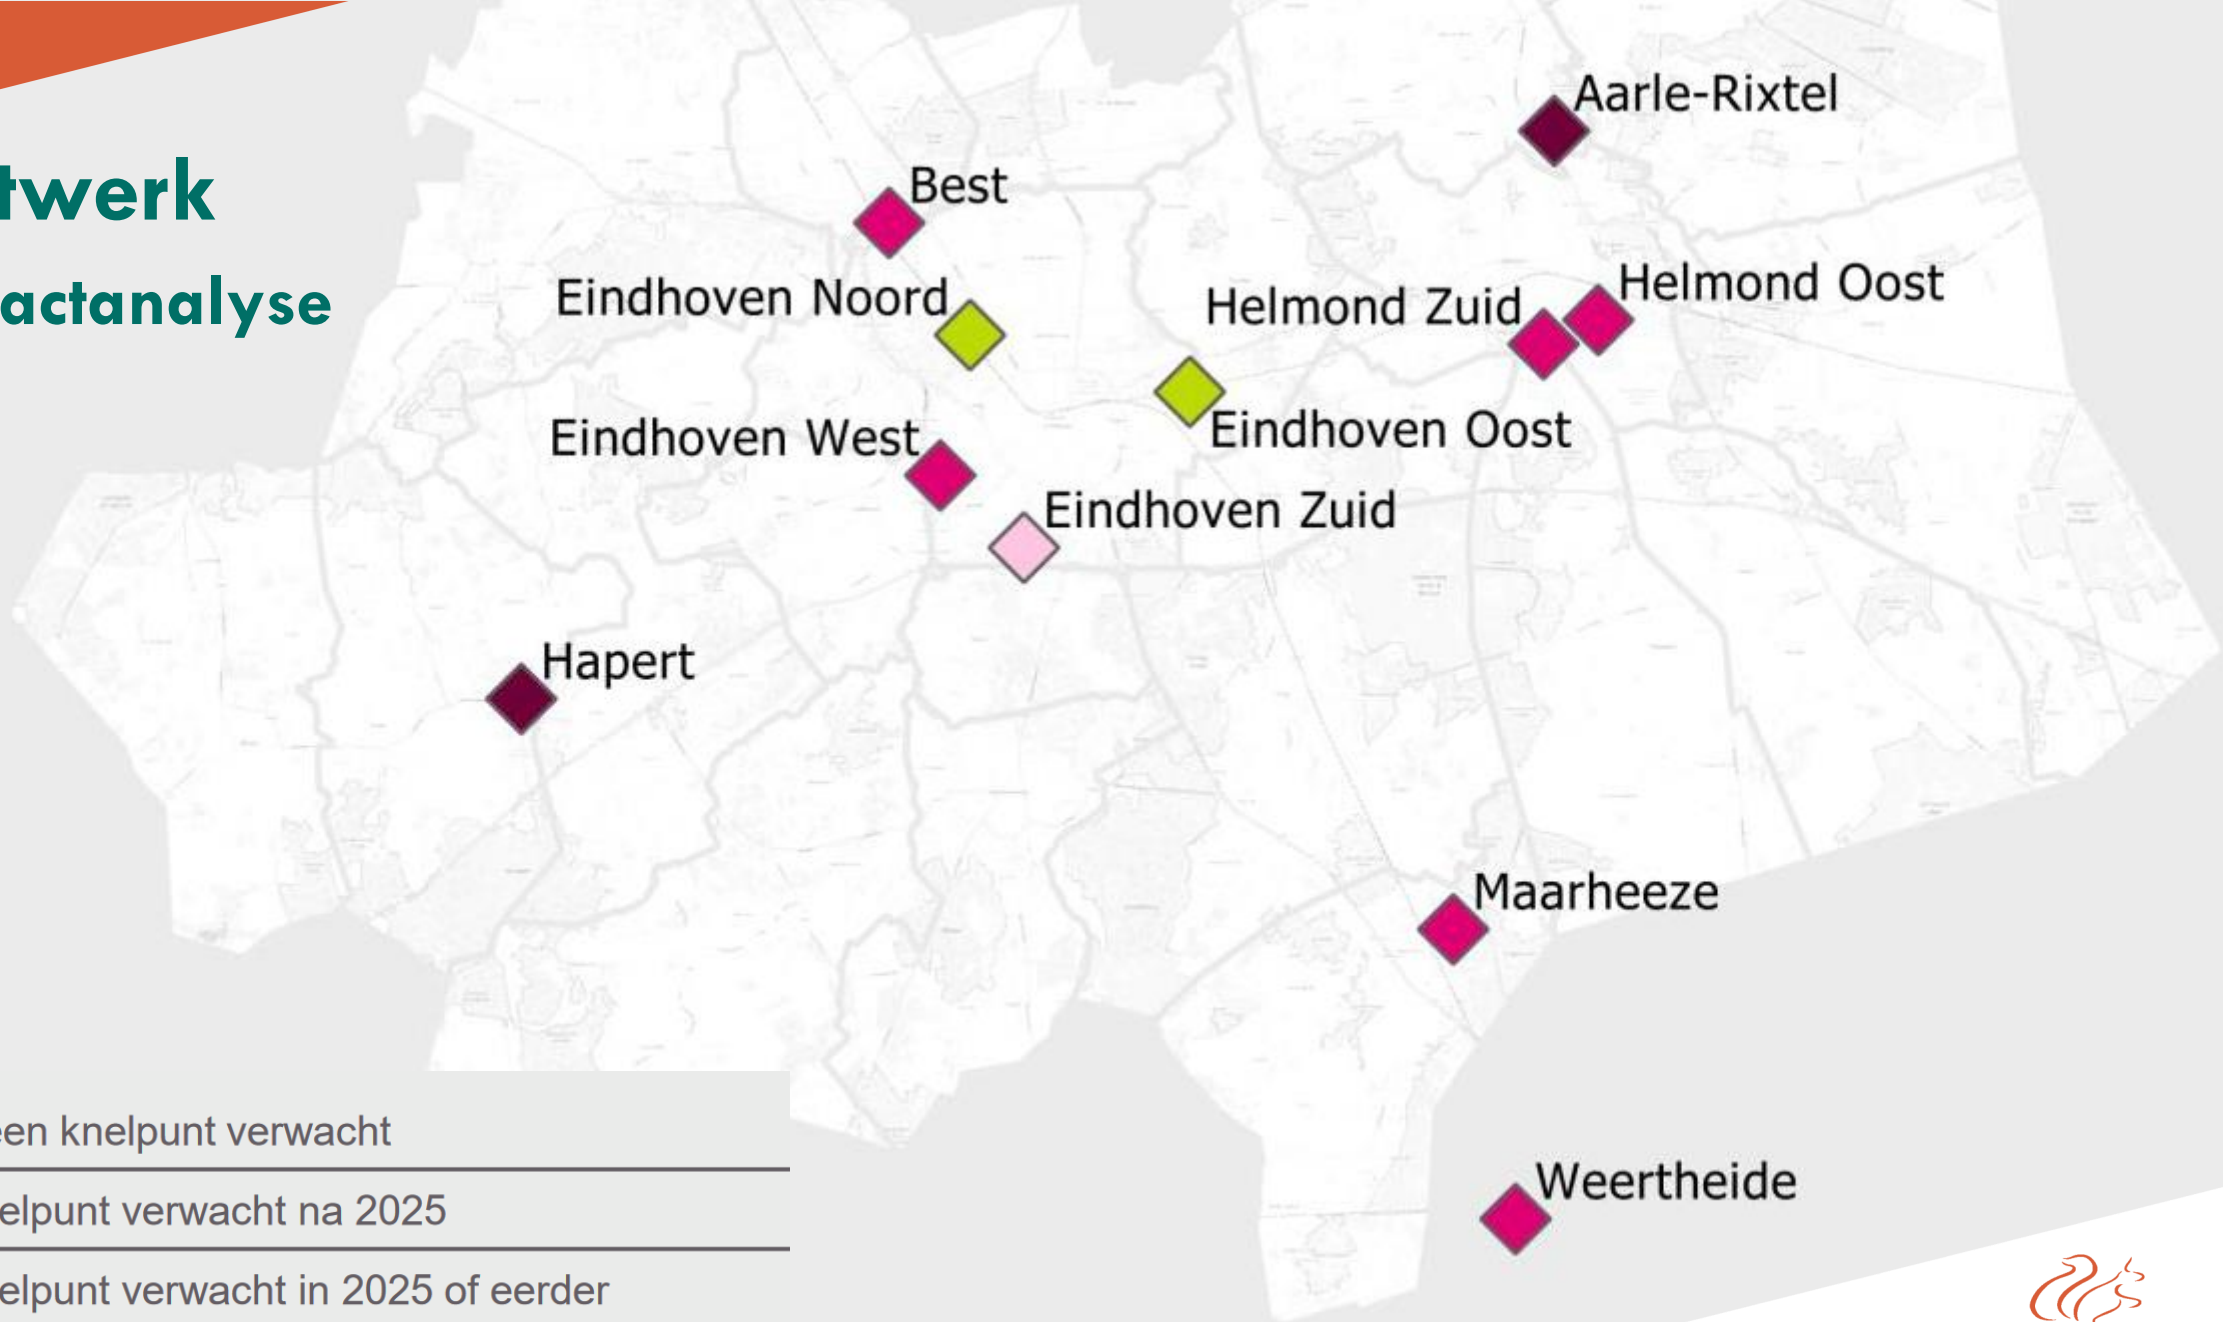 twerk
actanalyse
Aarle-Rixtel
Best
Eindhoven Noord
Helmond Zuid
Helmond Oost
Eindhoven Oost
Eindhoven West
Eindhoven Zuid
Hapert
Maarheeze
Weertheide
een knelpunt verwacht
elpunt verwacht na 2025
elpunt verwacht in 2025 of eerder